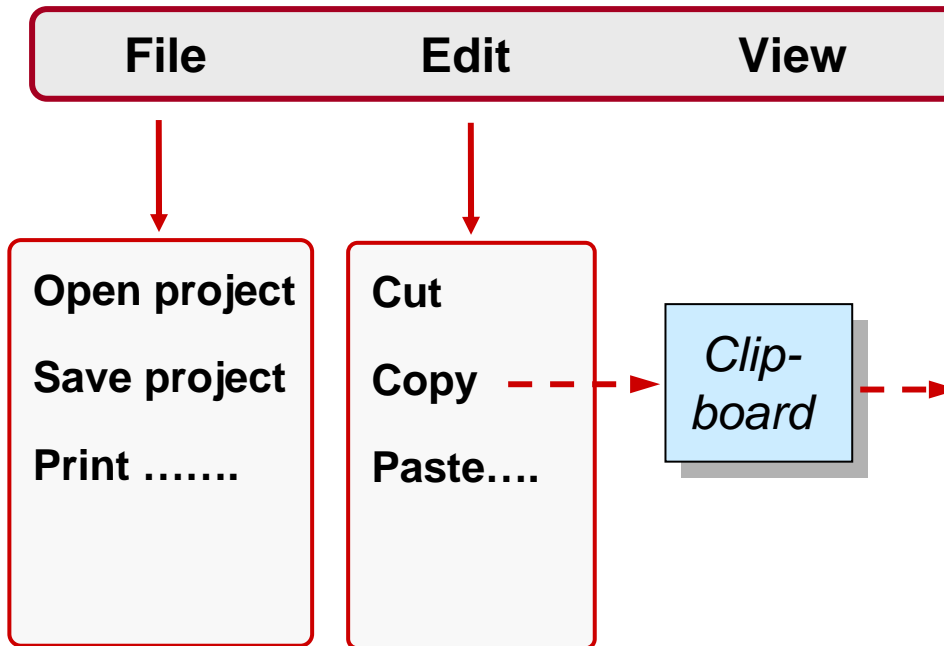 File Edit View
Open project
Save project
Print .......
Cut
Copy
Paste....
Clip-
board